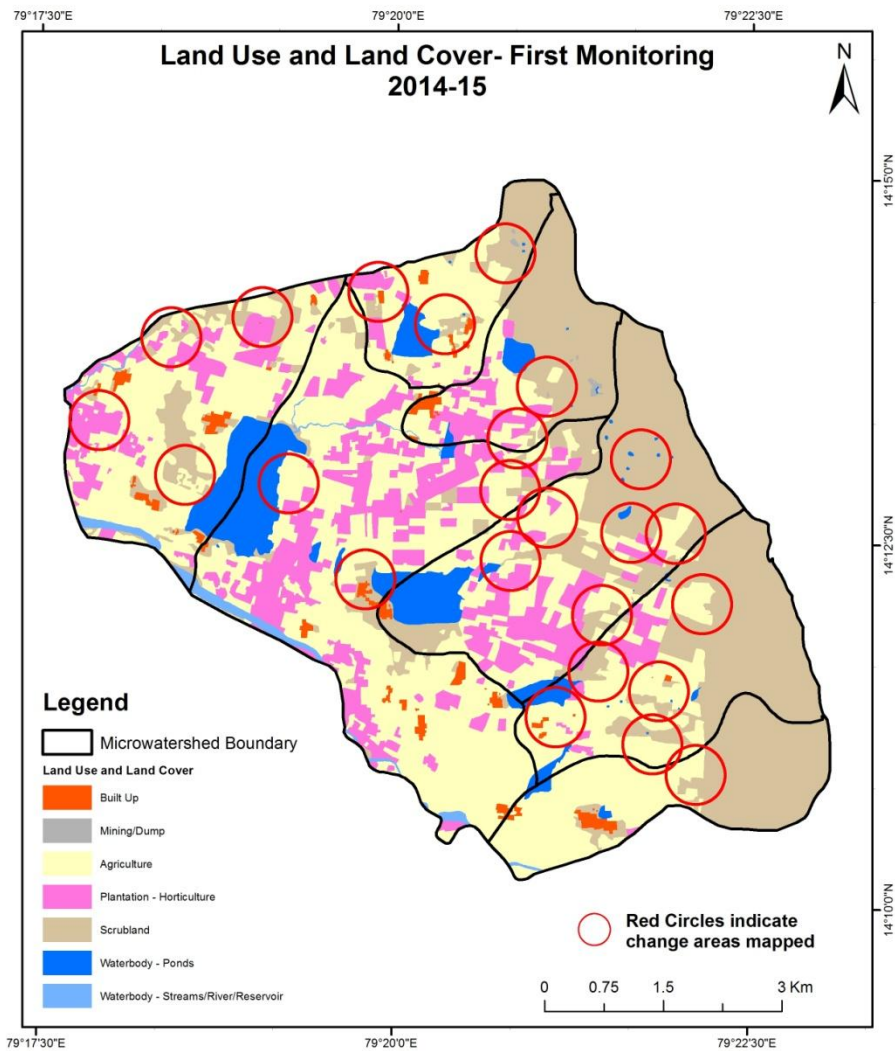 79°17'30"E
79°20'0"E
79°22'30"E
Land Use and Land Cover- First Monitoring
2014-15
N
14°15'0"N
14°12'30"N
14°10'0"N
Legend
Microwatershed Boundary
Land Use and Land Cover
Built Up
Mining/Dump
Agriculture
Plantation - Horticulture
Scrubland
Waterbody - Ponds
Waterbody - Streams/River/Reservoir
Red Circles indicate
change areas mapped
0 0.75 1.5 3 Km
79°17'30"E
79°20'0"E
79°22'30"E